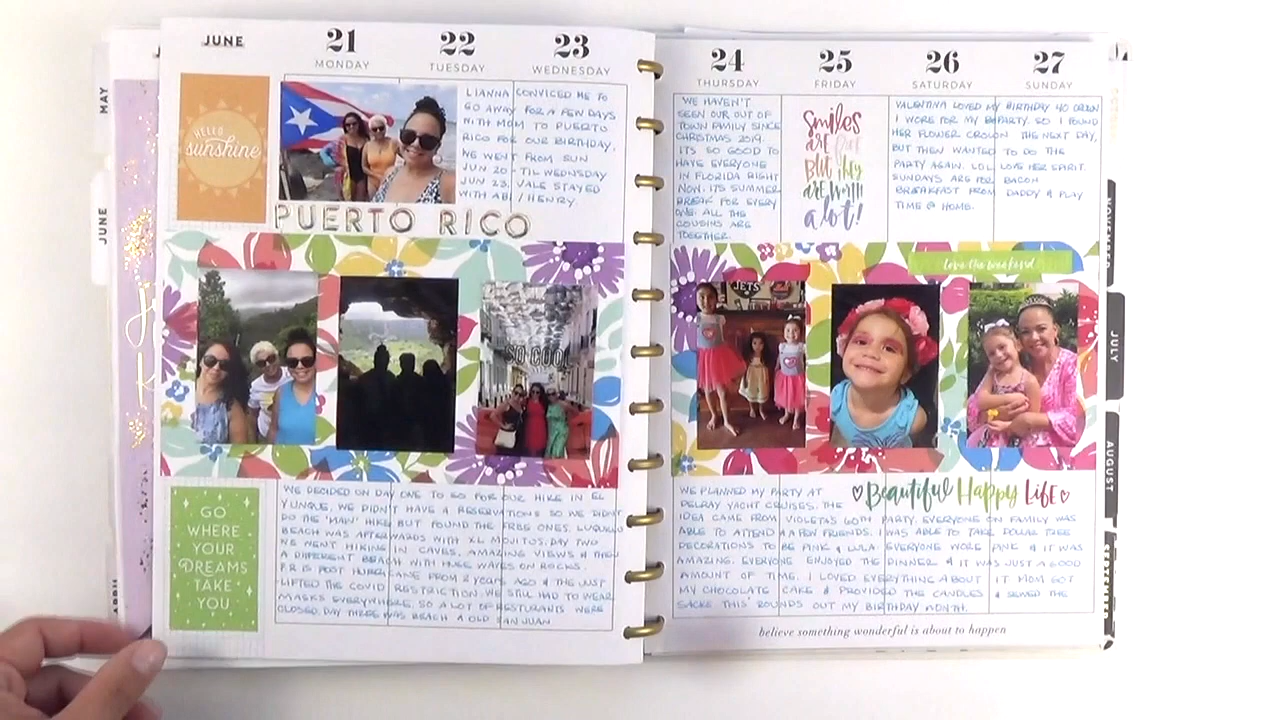 JUNE
21
MONDAY
22
TUESDAY
23
WEDNESDAY
HELLO
sunshine
LIANNA CONVICED ME TO
GO AWAY FOR A FEW DAYS
WITH MOM TO PUERTO
RICO FOR OUR BIRTHDAY.
WE WENT FROM SUN
JUN 20 - TIL WEDNSDAY
JUN 23. VALE STAYED
WITH ABI / HENRY.
PUERTO RICO
SO COOL
GO
WHERE
YOUR
DREAMS
TAKE
YOU
WE DECIDED ON DAY ONE TO GO FOR OUR HIKE IN EL
YUNQUE. WE DIDN'T HAVE A RESERVATIONS SO WE DIDN'T
DO THE 'MAIN' HIKE BUT FOUND THE FREE ONES. LUQUILLO
BEACH WAS AFTERWARDS WITH XL MOJITOS. DAY TWO
WE WENT HIKING IN CAVES. AMAZING VIEWS & THEN
A DIFFERENT BEACH WITH HUGE WAVES ON ROCKS.
P.R IS POST HURRICANE FROM 2 YEARS AGO & THE JUST
LIFTED THE COVID RESTRICTION. WE STILL HAD TO WEAR
MASKS EVERYWHERE. SO A LOT OF RESTURANTS WERE
CLOSED. DAY THREE WAS BEACH & OLD SAN JUAN.
24
THURSDAY
25
FRIDAY
26
SATURDAY
27
SUNDAY
WE HAVEN'T
SEEN OUR OUT OF
TOWN FAMILY SINCE
CHRISTMAS 2019.
ITS SO GOOD TO
HAVE EVERYONE
IN FLORIDA RIGHT
NOW. ITS SUMMER
BREAK FOR EVERY
ONE. ALL THE
COUSINS ARE
TOGETHER.
smiles
are free
BUT they
are worth
a lot!
VALENTINA LOVED MY BIRTHDAY 40 CROWN
I WORE FOR MY B.PARTY. SO I FOUND
HER FLOWER CROWN THE NEXT DAY,
BUT THEN WANTED TO DO THE
PARTY AGAIN. LOL LOVE HER SPIRIT.
SUNDAYS ARE FOR BACON
BREAKFAST FROM DADDY & PLAY
TIME @ HOME.
love the weekend
JETS
Beautiful Happy Life
WE PLANNED MY PARTY AT
DELRAY YACHT CRUISES. THE
IDEA CAME FROM VIOLETA'S 60TH PARTY. EVERYONE ON FAMILY WAS
ABLE TO ATTEND & A FEW FRIENDS. I WAS ABLE TO TAKE DOLLAR TREE
DECORATIONS TO BE PINK & LULA. EVERYONE WORE PINK & IT WAS
AMAZING. EVERYONE ENJOYED THE DINNER & IT WAS JUST A GOOD
AMOUNT OF TIME. I LOVED EVERYTHING ABOUT IT. MOM GOT
MY CHOCOLATE CAKE & PROVIDED THE CANDLES & SEWED THE
THIS ROUNDS OUT MY BIRTHDAY MONTH.
believe something wonderful is about to happen
MAY
JUNE
APRIL
NOVEMBER
JULY
AUGUST
SEPTEMBER